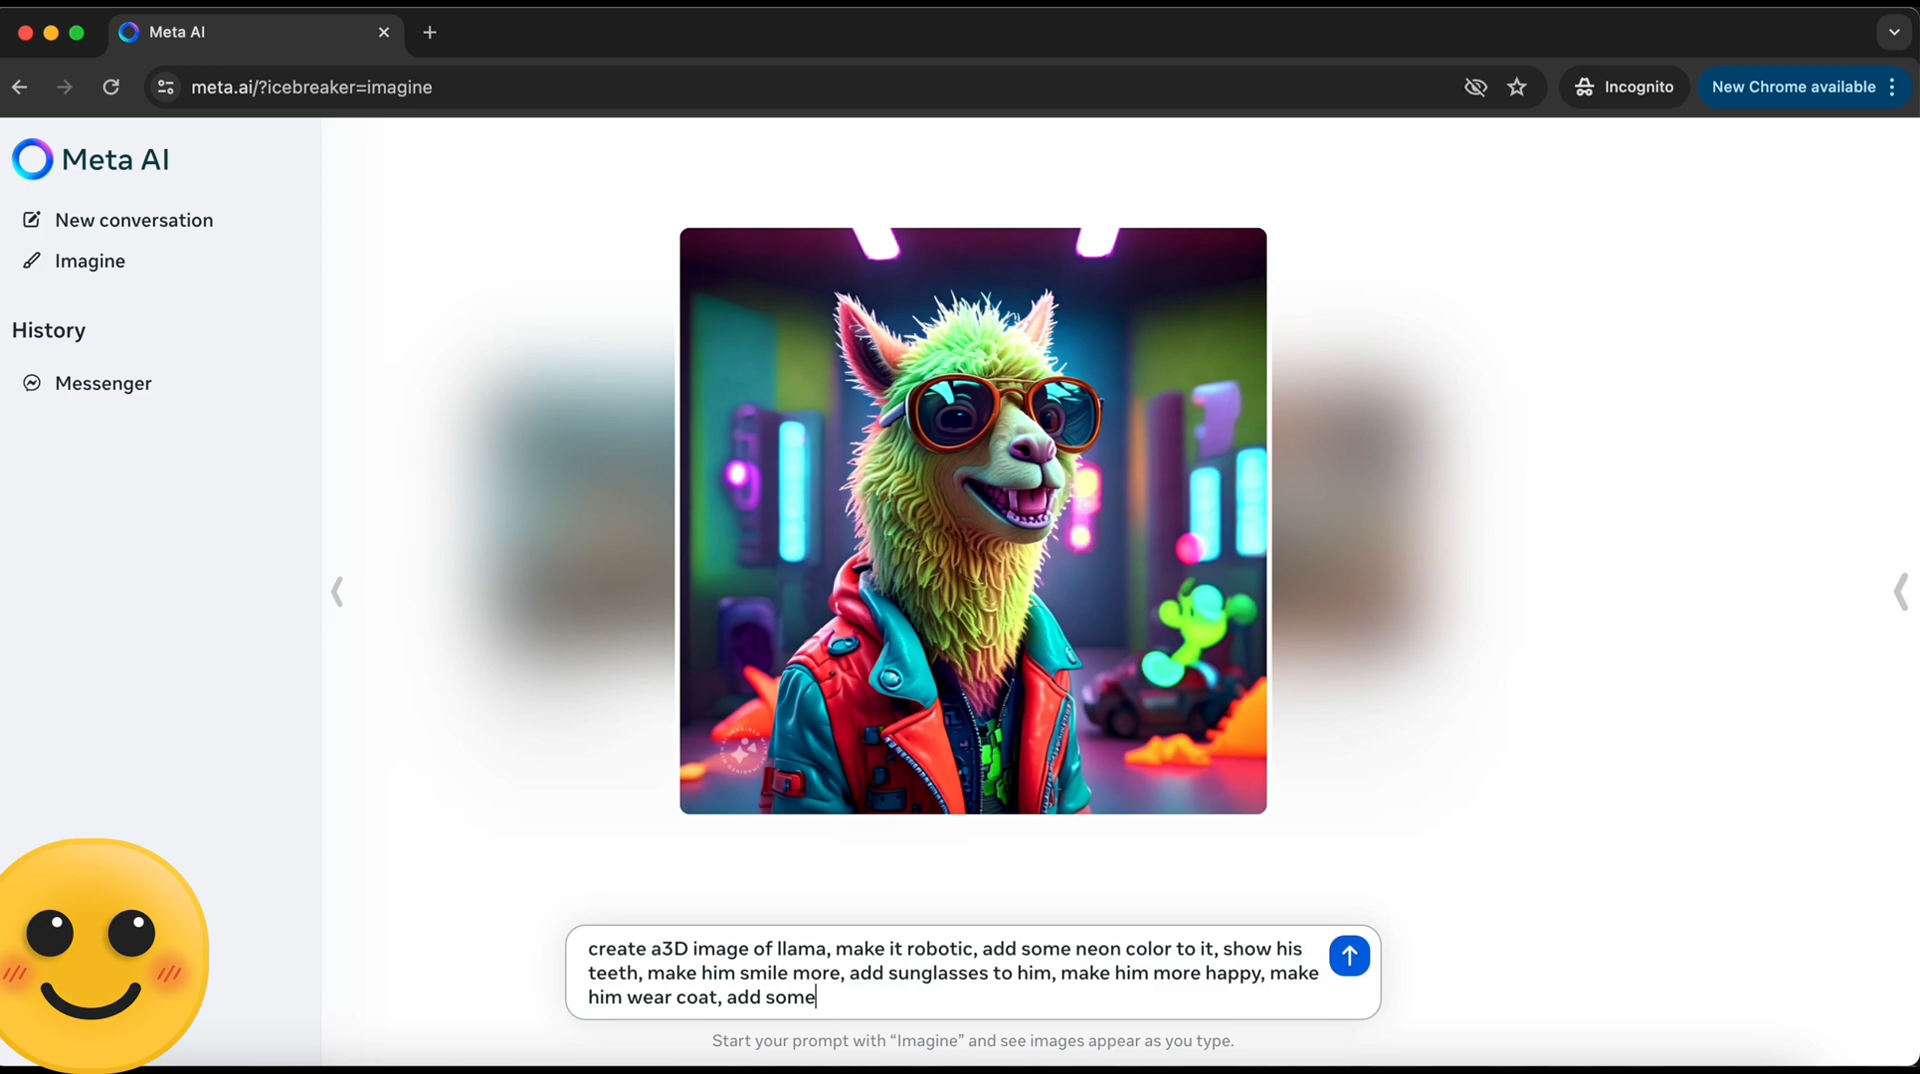 Meta AI
meta.ai/?icebreaker=imagine
Incognito
New Chrome available
Meta AI
New conversation
Imagine
History
Messenger
create a3D image of llama, make it robotic, add some neon color to it, show his
teeth, make him smile more, add sunglasses to him, make him more happy, make
him wear coat, add some
Start your prompt with “Imagine” and see images appear as you type.